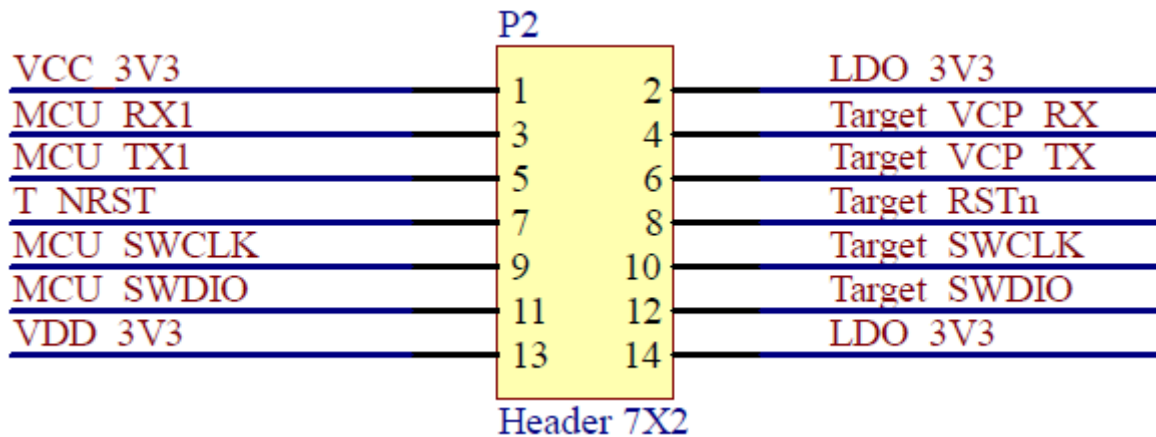 P2
VCC_3V3 1 2 LDO_3V3
MCU_RX1 3 4 Target_VCP_RX
MCU_TX1 5 6 Target_VCP_TX
T_NRST 7 8 Target_RSTn
MCU_SWCLK 9 10 Target_SWCLK
MCU_SWDIO 11 12 Target_SWDIO
VDD_3V3 13 14 LDO_3V3
Header 7X2